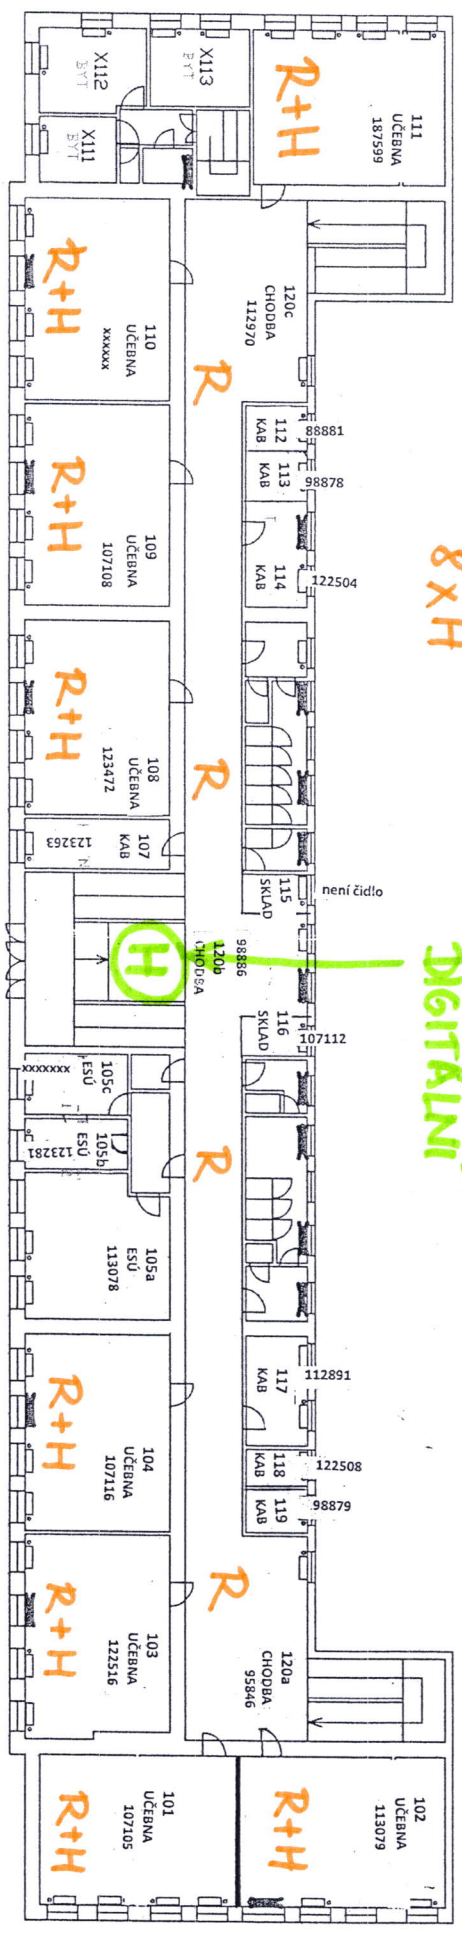 X112
BYT
X113
BYT
X111
BYT
111
UČEBNA
187599
R+H
110
UČEBNA
xxxxxx
R+H
120c
CHODBA
112970
R
112
KAB
88881
113
KAB
98878
114
KAB
122504
8 x H
109
UČEBNA
107108
R+H
108
UČEBNA
123472
R+H
R
107
KAB
123263
115
SKLAD
není čidlo
98886
120b
CHODBA
H
DIGITÁLNÍ
116
SKLAD
107112
105c
ESÚ
xxxxxxx
105b
ESÚ
123281
105a
ESÚ
113078
R
117
KAB
112891
118
KAB
122508
119
KAB
98879
104
UČEBNA
107116
R+H
103
UČEBNA
122516
R+H
R
120a
CHODBA
95846
101
UČEBNA
107105
R+H
102
UČEBNA
113079
R+H